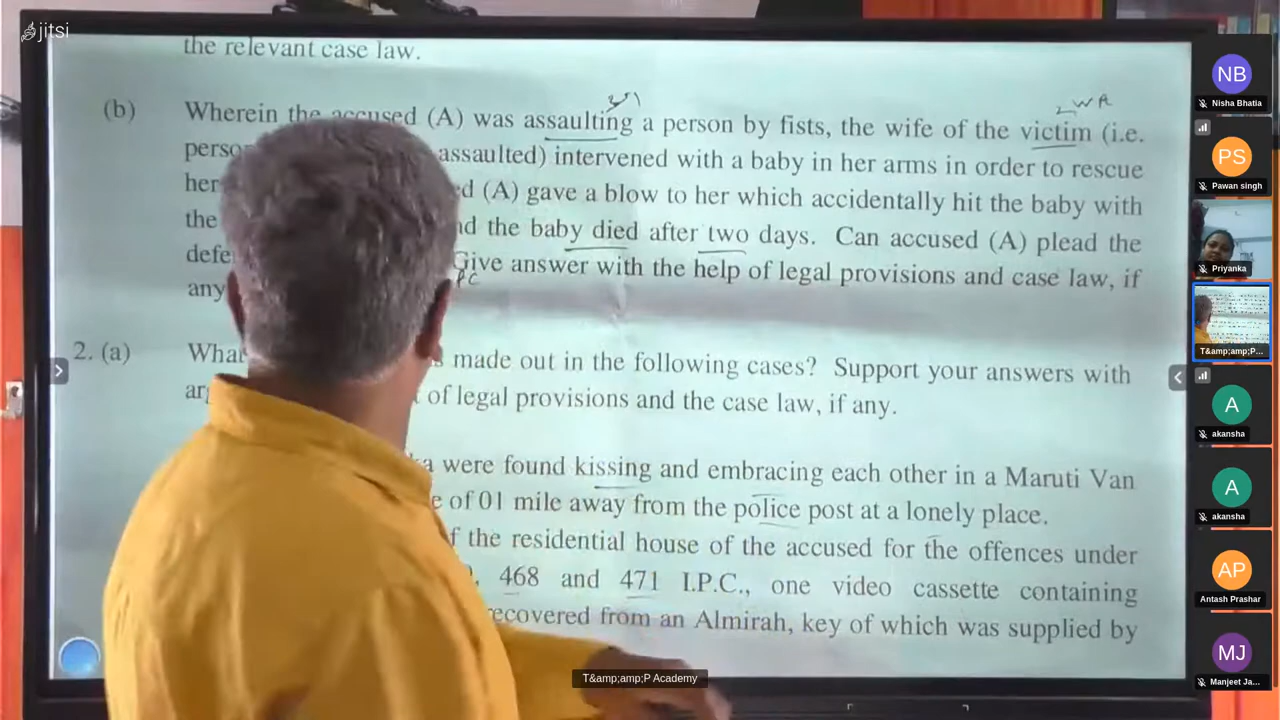 jitsi
the relevant case law.
(b) Wherein the accused (A) was assaulting a person by fists, the wife of the victim (i.e.
assaulted) intervened with a baby in her arms in order to rescue
her (A) gave a blow to her which accidentally hit the baby with
the the baby died after two days. Can accused (A) plead the
Give answer with the help of legal provisions and case law, if
any
2. (a) made out in the following cases? Support your answers with
of legal provisions and the case law, if any.
were found kissing and embracing each other in a Maruti Van
of 01 mile away from the police post at a lonely place.
the residential house of the accused for the offences under
468 and 471 I.P.C., one video cassette containing
recovered from an Almirah, key of which was supplied by
T&amp;amp;P Academy
NB
Nisha Bhatia
PS
Pawan singh
Priyanka
T&amp;amp;P...
A
akansha
A
akansha
AP
Antash Prashar
MJ
Manjeet Ja...